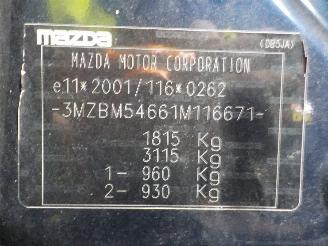 mazda
(DB5JA)
MAZDA MOTOR CORPORATION
e11*2001/116*0262
-3MZBM54661M116671-
1815 Kg
3115 Kg
1- 960 Kg
2- 930 Kg